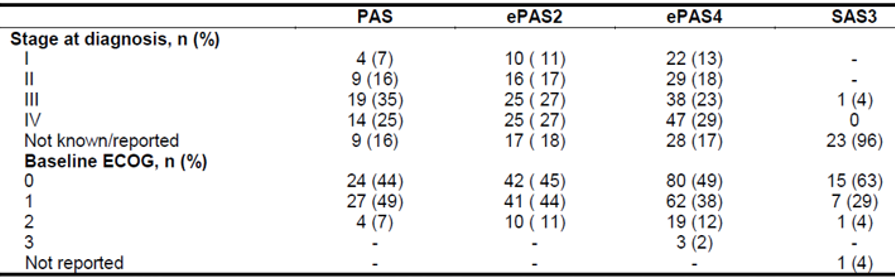 PAS ePAS2 ePAS4 SAS3
Stage at diagnosis, n (%)
I 4 (7) 10 ( 11) 22 (13) -
II 9 (16) 16 ( 17) 29 (18) -
III 19 (35) 25 ( 27) 38 (23) 1 (4)
IV 14 (25) 25 ( 27) 47 (29) 0
Not known/reported 9 (16) 17 ( 18) 28 (17) 23 (96)
Baseline ECOG, n (%)
0 24 (44) 42 ( 45) 80 (49) 15 (63)
1 27 (49) 41 ( 44) 62 (38) 7 (29)
2 4 (7) 10 ( 11) 19 (12) 1 (4)
3 - - 3 (2) -
Not reported - - - 1 (4)